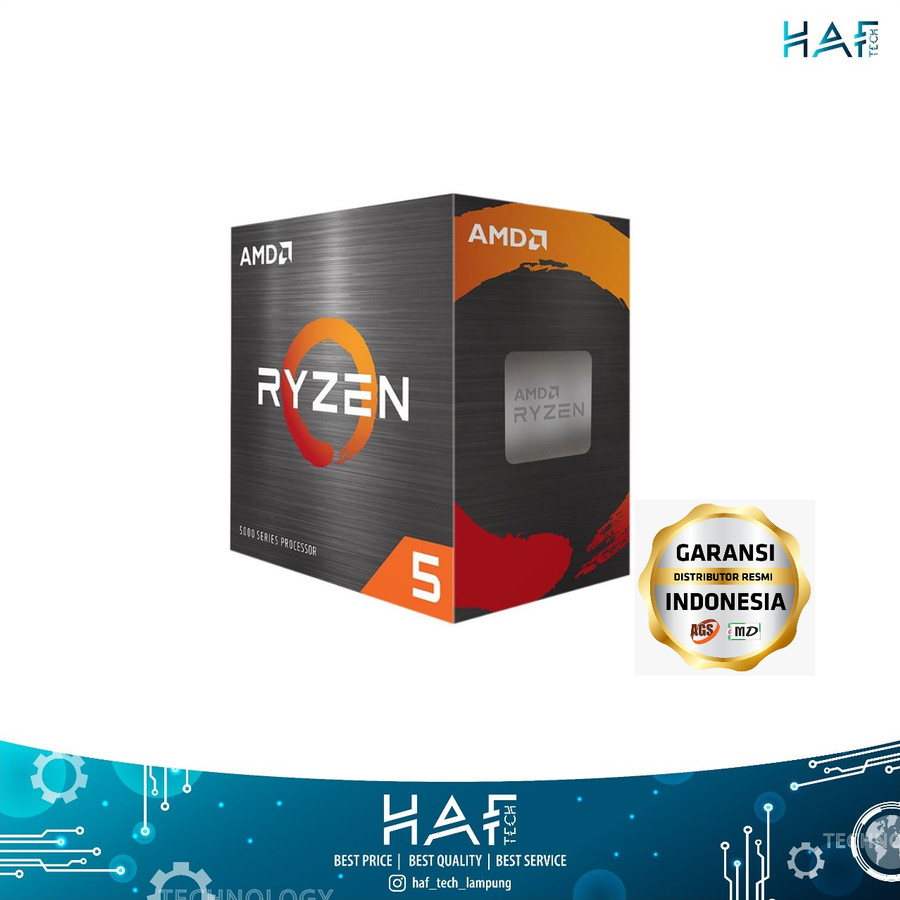 HAF TECH
AMD
RYZEN
5000 SERIES PROCESSOR
5
AMD
AMD
RYZEN
GARANSI
DISTRIBUTOR RESMI
INDONESIA
AGS MD
HAF TECH
BEST PRICE | BEST QUALITY | BEST SERVICE
haf_tech_lampung
TECHNOLOGY
TECHNO